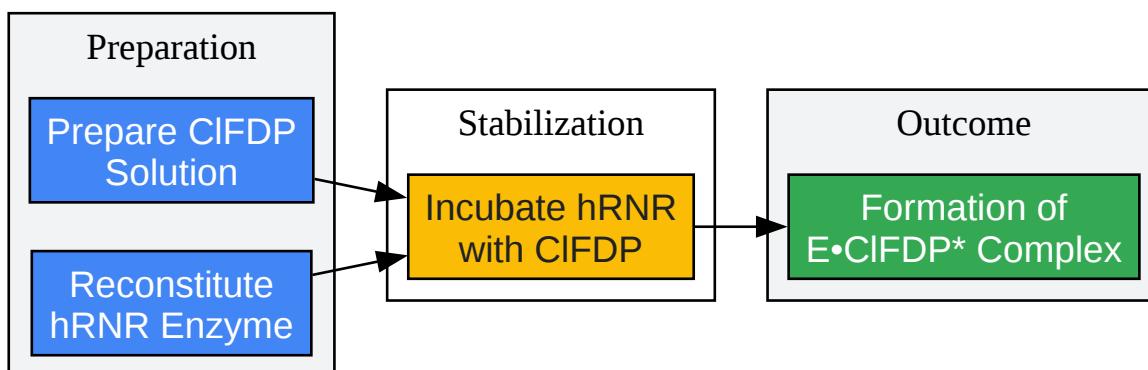 Preparation
Prepare ClFDP
Solution
Reconstitute
hRNR Enzyme
Stabilization
Incubate hRNR
with ClFDP
Outcome
Formation of
E•ClFDP* Complex